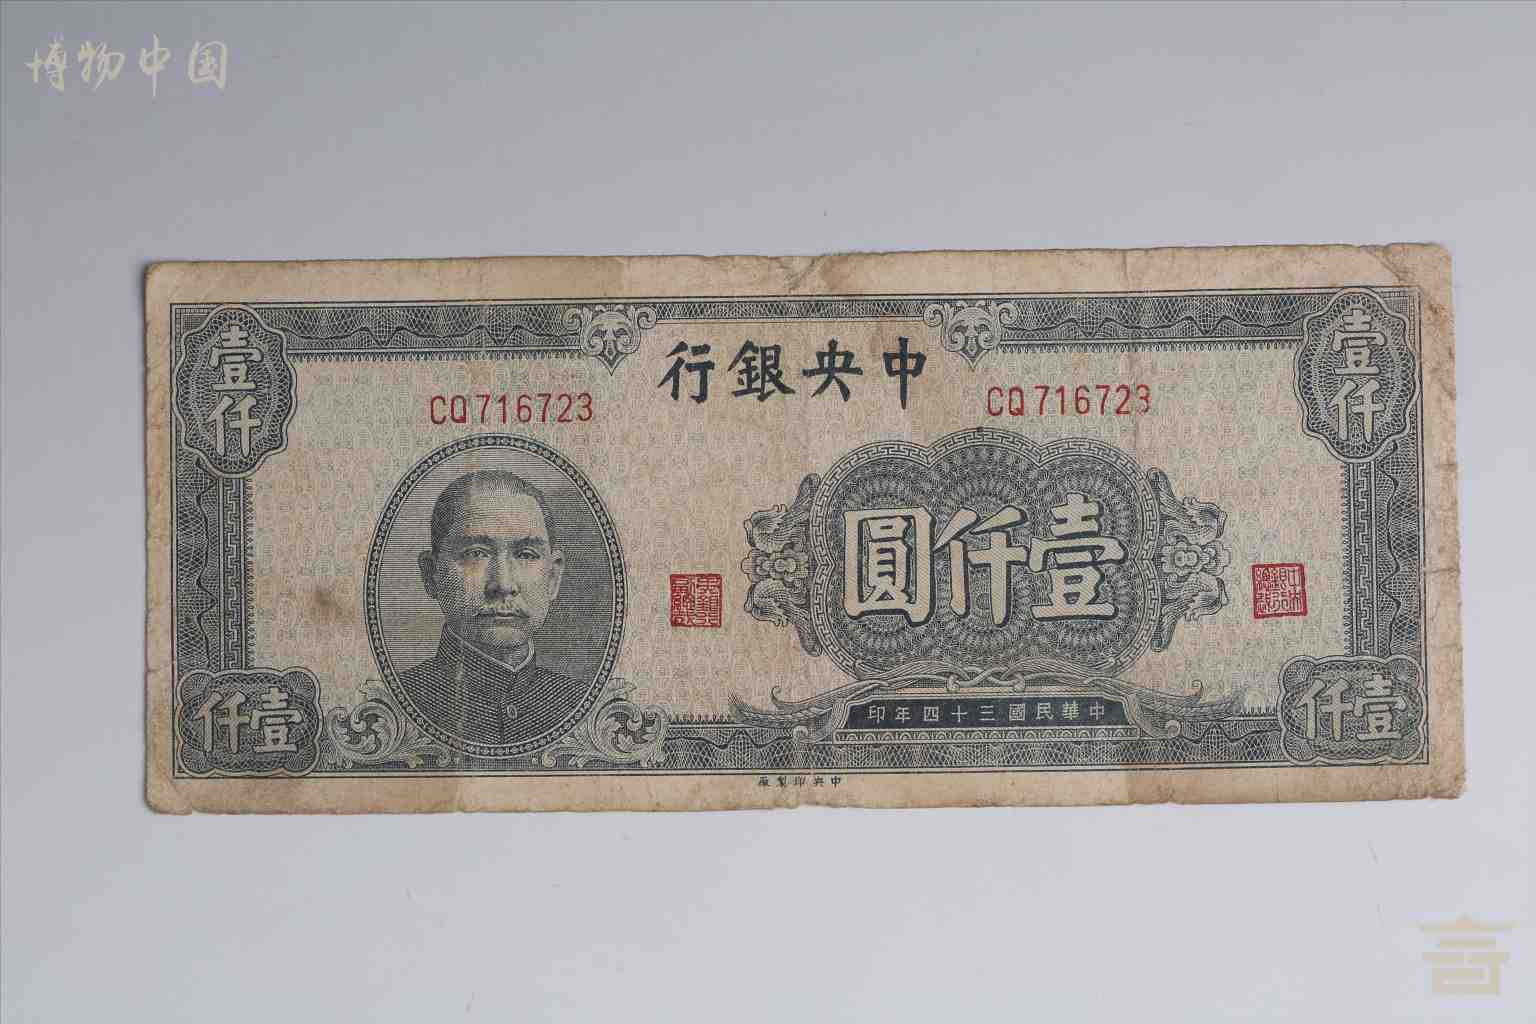 博物中国
中央銀行
CQ716723
CQ716723
壹仟
壹仟
壹仟圓
中華民國三十四年印
壹仟
壹仟
中央印製廠